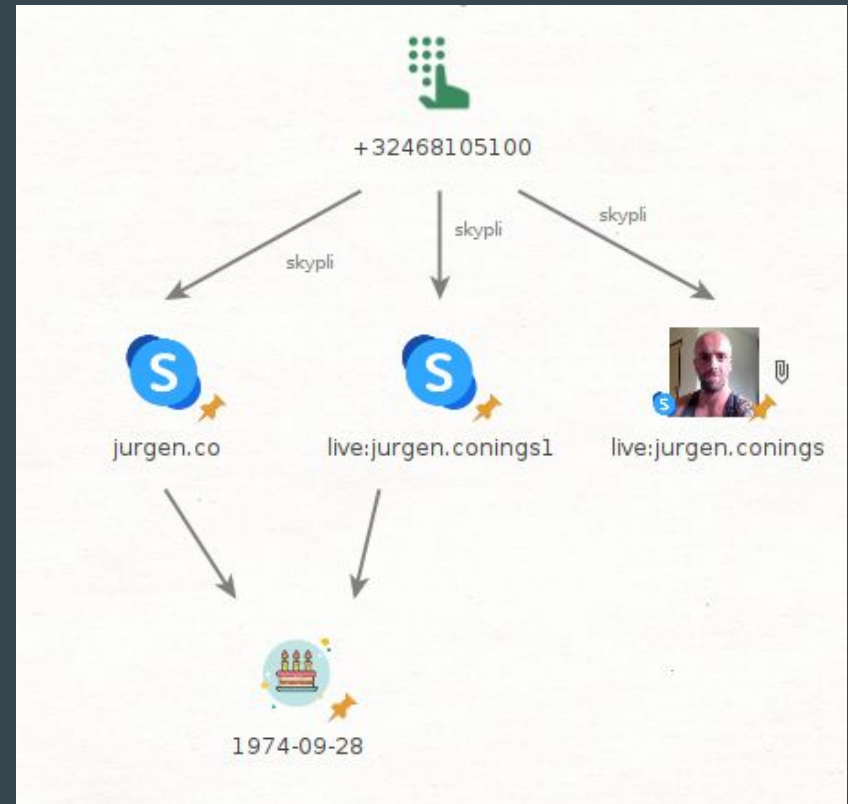 +32468105100
skypli
skypli
skypli
S
S
S
jurgen.co
live:jurgen.conings1
live:jurgen.conings
1974-09-28